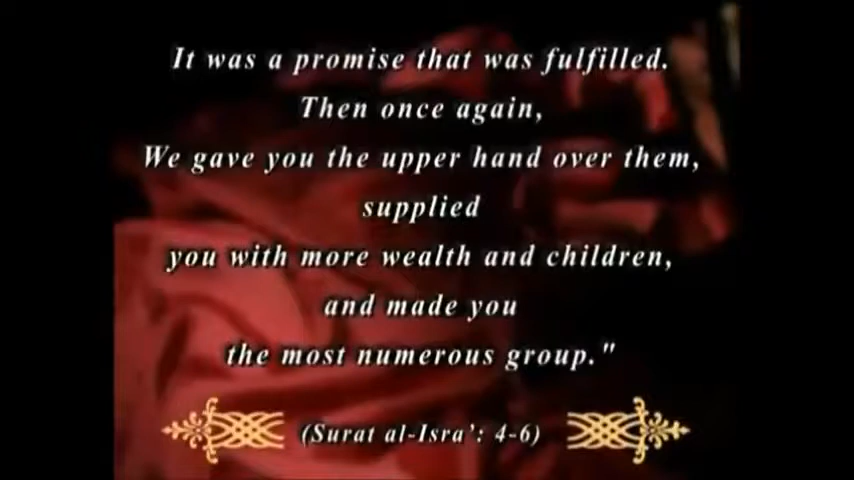 It was a promise that was fulfilled.
Then once again,
We gave you the upper hand over them,
supplied
you with more wealth and children,
and made you
the most numerous group."
(Surat al-Isra': 4-6)